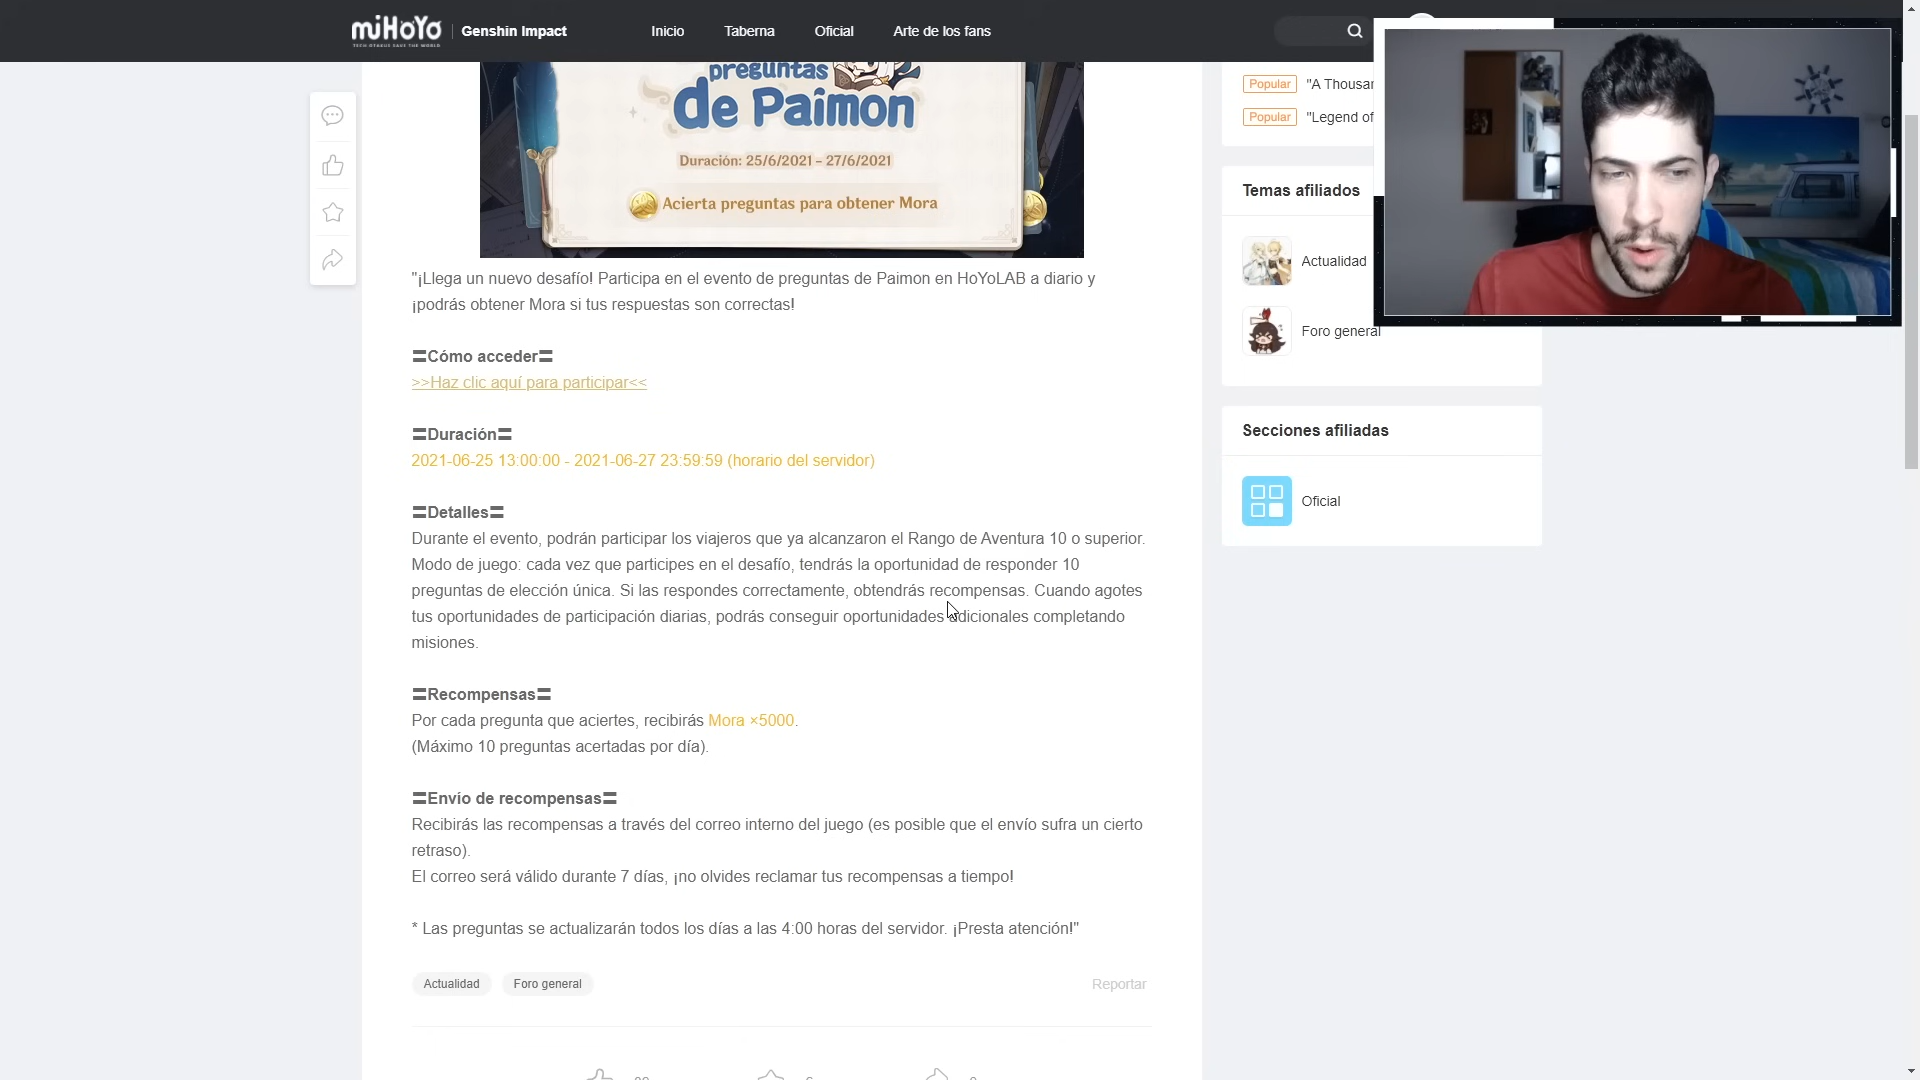 miHoYo
TECH OTAKUS SAVE THE WORLD
Genshin Impact
Inicio
Taberna
Oficial
Arte de los fans
preguntas
de Paimon
Duración: 25/6/2021 - 27/6/2021
Acierta preguntas para obtener Mora
"¡Llega un nuevo desafío! Participa en el evento de preguntas de Paimon en HoYoLAB a diario y
¡podrás obtener Mora si tus respuestas son correctas!
〓Cómo acceder〓
>>Haz clic aquí para participar<<
〓Duración〓
2021-06-25 13:00:00 - 2021-06-27 23:59:59 (horario del servidor)
〓Detalles〓
Durante el evento, podrán participar los viajeros que ya alcanzaron el Rango de Aventura 10 o superior.
Modo de juego: cada vez que participes en el desafío, tendrás la oportunidad de responder 10
preguntas de elección única. Si las respondes correctamente, obtendrás recompensas. Cuando agotes
tus oportunidades de participación diarias, podrás conseguir oportunidades adicionales completando
misiones.
〓Recompensas〓
Por cada pregunta que aciertes, recibirás Mora ×5000.
(Máximo 10 preguntas acertadas por día).
〓Envío de recompensas〓
Recibirás las recompensas a través del correo interno del juego (es posible que el envío sufra un cierto
retraso).
El correo será válido durante 7 días, ¡no olvides reclamar tus recompensas a tiempo!
* Las preguntas se actualizarán todos los días a las 4:00 horas del servidor. ¡Presta atención!"
Actualidad
Foro general
Reportar
Popular "A Thousan
Popular "Legend of
Temas afiliados
Actualidad
Foro general
Secciones afiliadas
Oficial